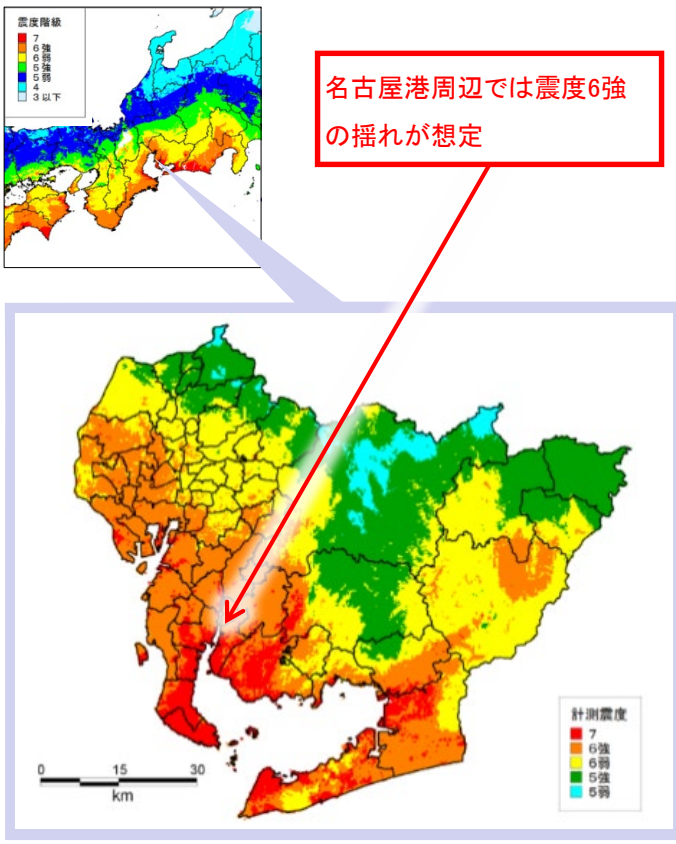 震度階級
7
6強
6弱
5強
5弱
4
3以下
名古屋港周辺では震度6強
の揺れが想定
計測震度
7
6強
6弱
5強
5弱
0 15 30
km